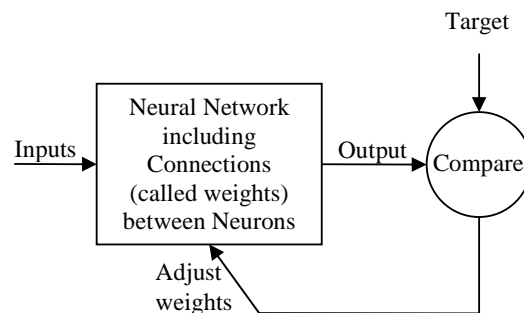 Target
Neural Network
including
Connections
(called weights)
between Neurons
Inputs
Output
Compare
Adjust
weights